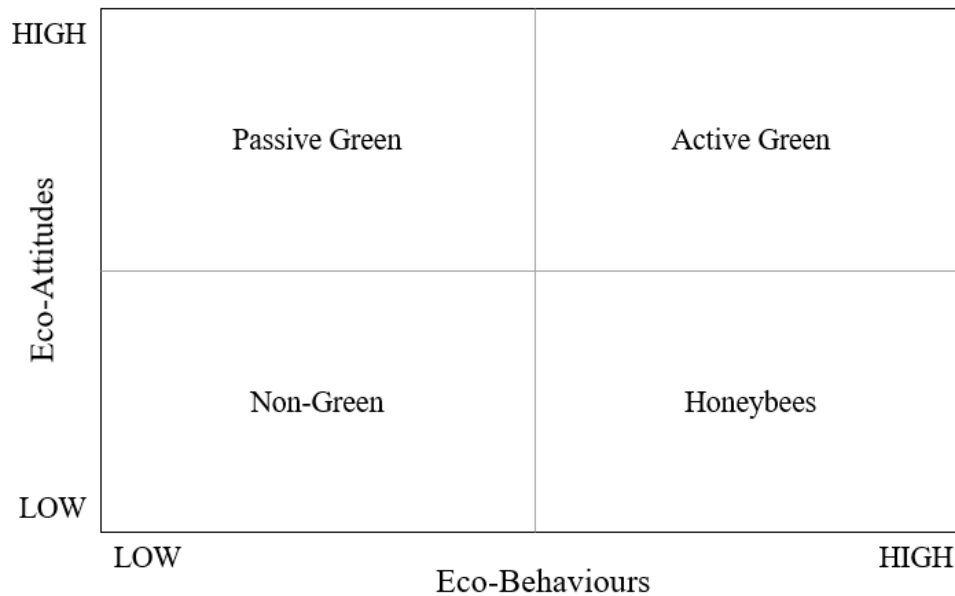 HIGH
Passive Green
Active Green
Eco-Attitudes
Non-Green
Honeybees
LOW
LOW
HIGH
Eco-Behaviours